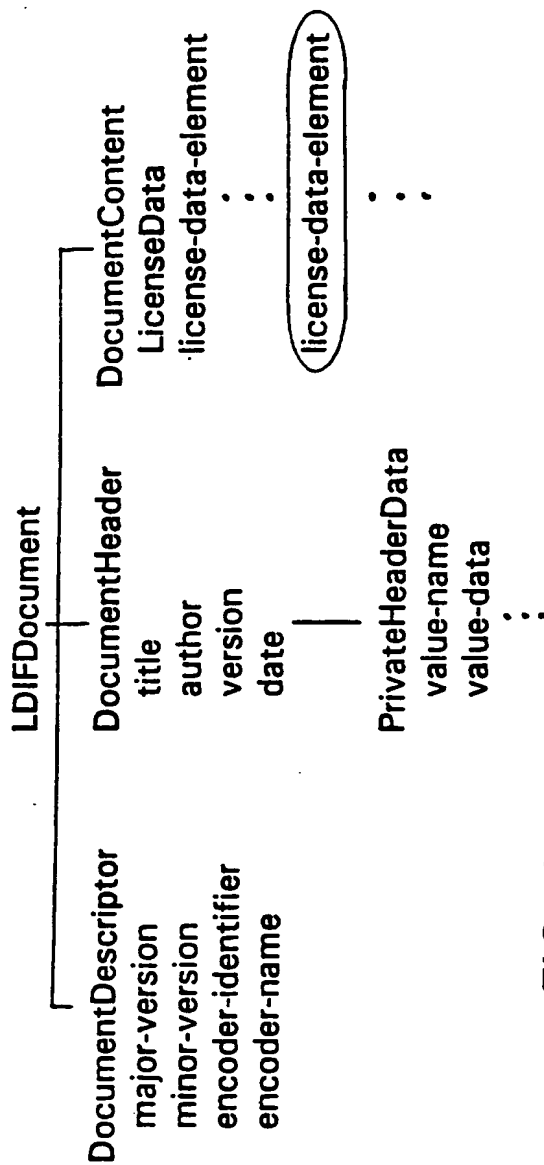 LDIFDocument
DocumentDescriptor
major-version
minor-version
encoder-identifier
encoder-name
DocumentHeader
title
author
version
date
PrivateHeaderData
value-name
value-data
DocumentContent
LicenseData
license-data-element
license-data-element